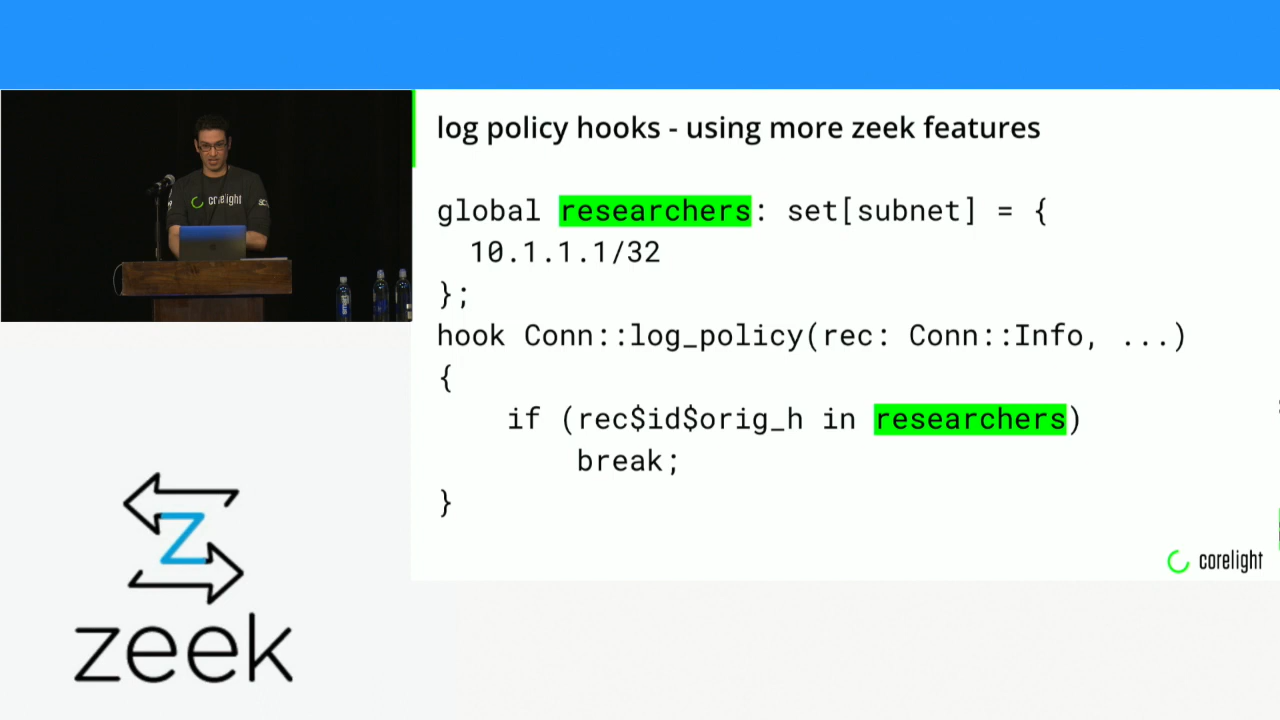 log policy hooks - using more zeek features
global researchers: set[subnet] = {
10.1.1.1/32
};
hook Conn::log_policy(rec: Conn::Info, ...)
{
if (rec$id$orig_h in researchers)
break;
}
corelight
corelight
Z
zeek